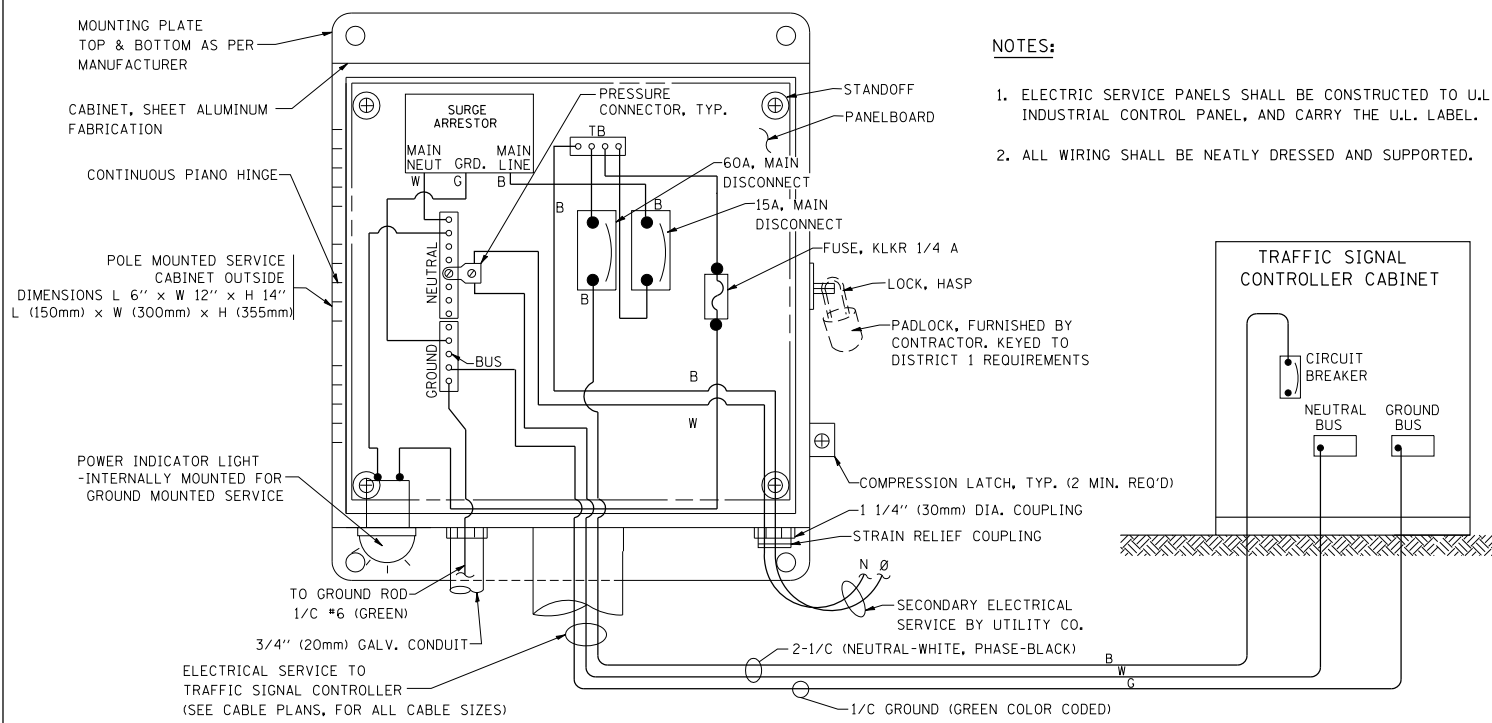 MOUNTING PLATE
TOP & BOTTOM AS PER
MANUFACTURER
CABINET, SHEET ALUMINUM
FABRICATION
CONTINUOUS PIANO HINGE
POLE MOUNTED SERVICE
CABINET OUTSIDE
DIMENSIONS L 6'' x W 12'' x H 14''
L (150mm) x W (300mm) x H (355mm)
POWER INDICATOR LIGHT
-INTERNALLY MOUNTED FOR
GROUND MOUNTED SERVICE
SURGE
ARRESTOR
MAIN
NEUT
GRD.
MAIN
LINE
W
G
B
PRESSURE
CONNECTOR, TYP.
TB
STANDOFF
PANELBOARD
60A, MAIN
DISCONNECT
15A, MAIN
DISCONNECT
B
B
B
FUSE, KLKR 1/4 A
NEUTRAL
GROUND
BUS
LOCK, HASP
PADLOCK, FURNISHED BY
CONTRACTOR. KEYED TO
DISTRICT 1 REQUIREMENTS
B
W
COMPRESSION LATCH, TYP. (2 MIN. REQ'D)
1 1/4'' (30mm) DIA. COUPLING
STRAIN RELIEF COUPLING
N Ø
SECONDARY ELECTRICAL
SERVICE BY UTILITY CO.
TO GROUND ROD
1/C #6 (GREEN)
3/4'' (20mm) GALV. CONDUIT
ELECTRICAL SERVICE TO
TRAFFIC SIGNAL CONTROLLER
(SEE CABLE PLANS, FOR ALL CABLE SIZES)
2-1/C (NEUTRAL-WHITE, PHASE-BLACK)
B
W
G
1/C GROUND (GREEN COLOR CODED)
NOTES:
1. ELECTRIC SERVICE PANELS SHALL BE CONSTRUCTED TO U.L
INDUSTRIAL CONTROL PANEL, AND CARRY THE U.L. LABEL.
2. ALL WIRING SHALL BE NEATLY DRESSED AND SUPPORTED.
TRAFFIC SIGNAL
CONTROLLER CABINET
CIRCUIT
BREAKER
NEUTRAL
BUS
GROUND
BUS